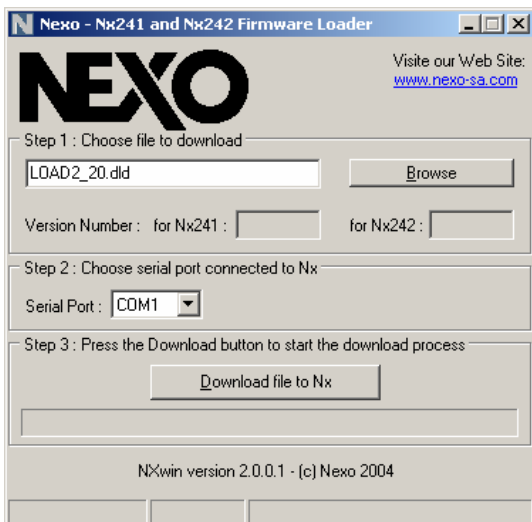 Nexo - Nx241 and Nx242 Firmware Loader
NEXO
Visite our Web Site:
www.nexo-sa.com
Step 1 : Choose file to download
LOAD2_20.dld
Browse
Version Number : for Nx241 : for Nx242 :
Step 2 : Choose serial port connected to Nx
Serial Port : COM1
Step 3 : Press the Download button to start the download process
Download file to Nx
NXwin version 2.0.0.1 - (c) Nexo 2004